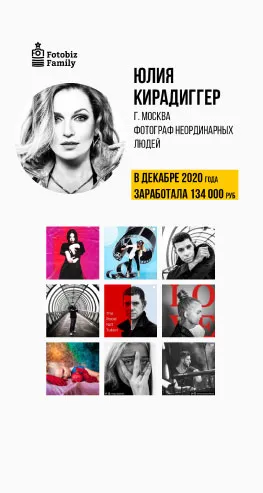 Fotobiz
Family
ЮЛИЯ
КИРАДИГГЕР
Г. МОСКВА
ФОТОГРАФ НЕОРДИНАРНЫХ
ЛЮДЕЙ
В ДЕКАБРЕ 2020 ГОДА
ЗАРАБОТАЛА 134 000 РУБ